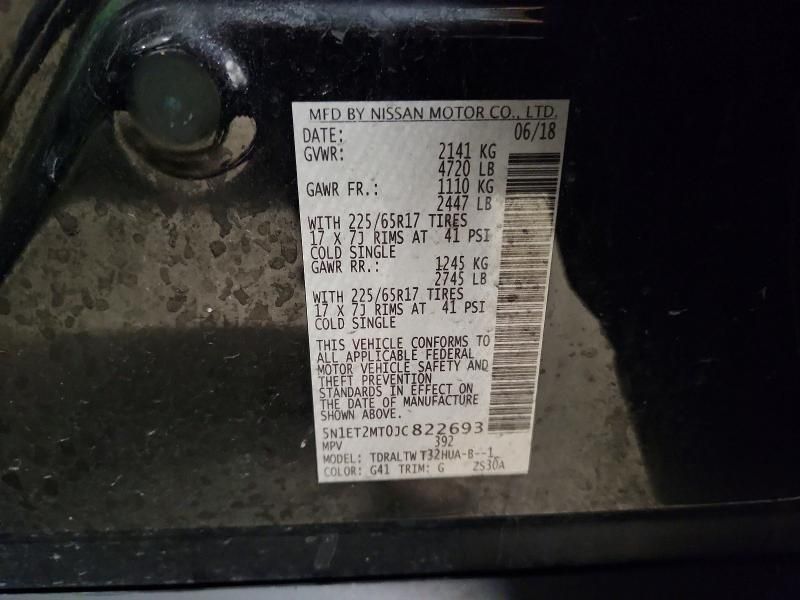 MFD BY NISSAN MOTOR CO., LTD.
DATE: 06/18
GVWR: 2141 KG
4720 LB
GAWR FR.: 1110 KG
2447 LB
WITH 225/65R17 TIRES
17 X 7J RIMS AT 41 PSI
COLD SINGLE
GAWR RR.: 1245 KG
2745 LB
WITH 225/65R17 TIRES
17 X 7J RIMS AT 41 PSI
COLD SINGLE
THIS VEHICLE CONFORMS TO
ALL APPLICABLE FEDERAL
MOTOR VEHICLE SAFETY AND
THEFT PREVENTION
STANDARDS IN EFFECT ON
THE DATE OF MANUFACTURE
SHOWN ABOVE.
5N1ET2MT0JC822693
MPV 392
MODEL: TDRALTW T32HUA-B--1
COLOR: G41 TRIM: G ZS30A